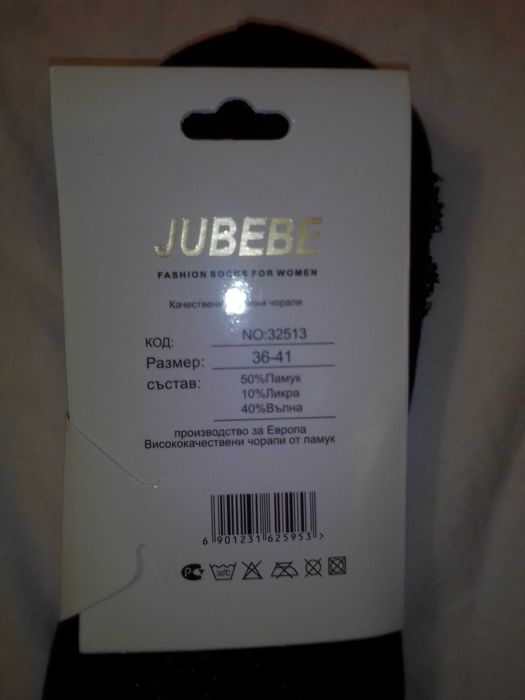 JUBEBE
FASHION SOCKS FOR WOMEN
Качествени чорапи
КОД: NO:32513
Размер: 36-41
състав: 50%Памук
10%Ликра
40%Вълна
производство за Европа
Висококачествени чорапи от памук
6 901231 625953 >
30°C